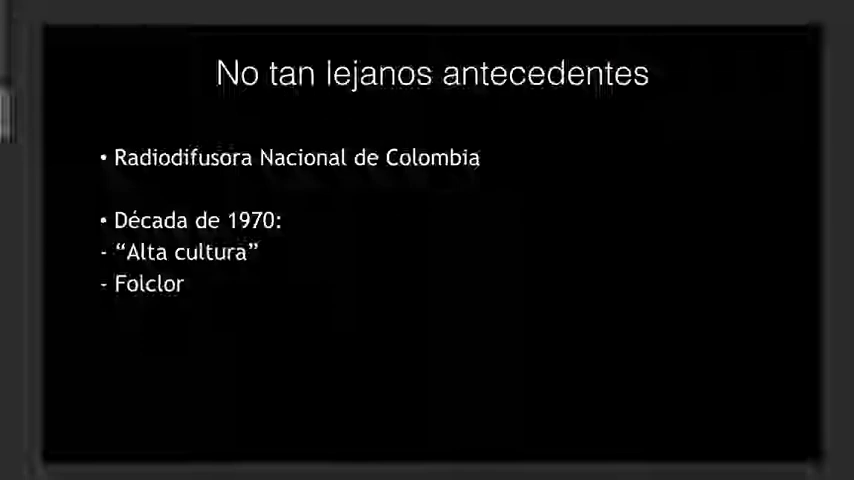 No tan lejanos antecedentes
• Radiodifusora Nacional de Colombia
• Década de 1970:
- “Alta cultura”
- Folclor